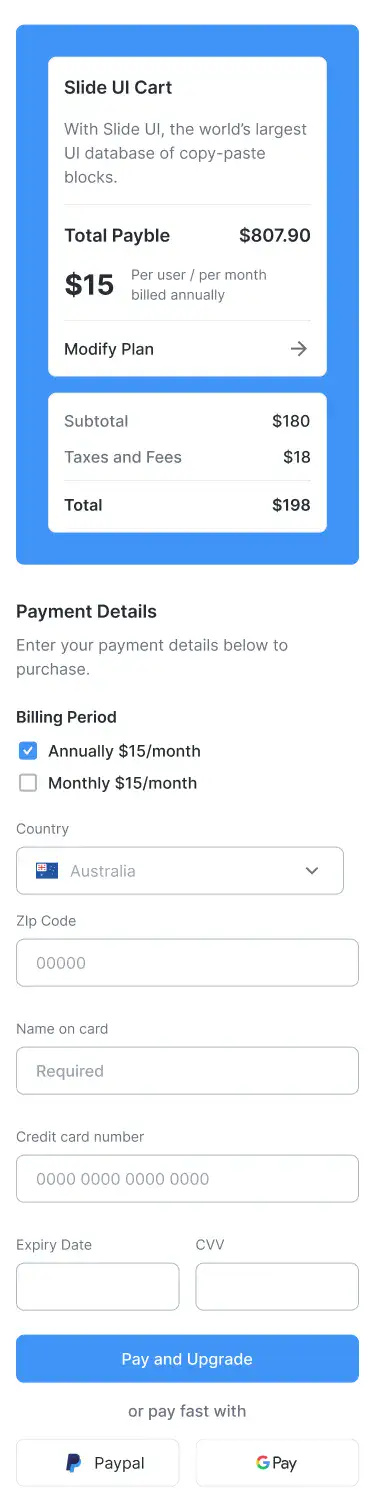 Slide UI Cart
With Slide UI, the world's largest
UI database of copy-paste
blocks.
Total Payble $807.90
$15 Per user / per month
billed annually
Modify Plan
Subtotal $180
Taxes and Fees $18
Total $198
Payment Details
Enter your payment details below to
purchase.
Billing Period
Annually $15/month
Monthly $15/month
Country
Australia
ZIp Code
00000
Name on card
Required
Credit card number
0000 0000 0000 0000
Expiry Date CVV
Pay and Upgrade
or pay fast with
Paypal G Pay